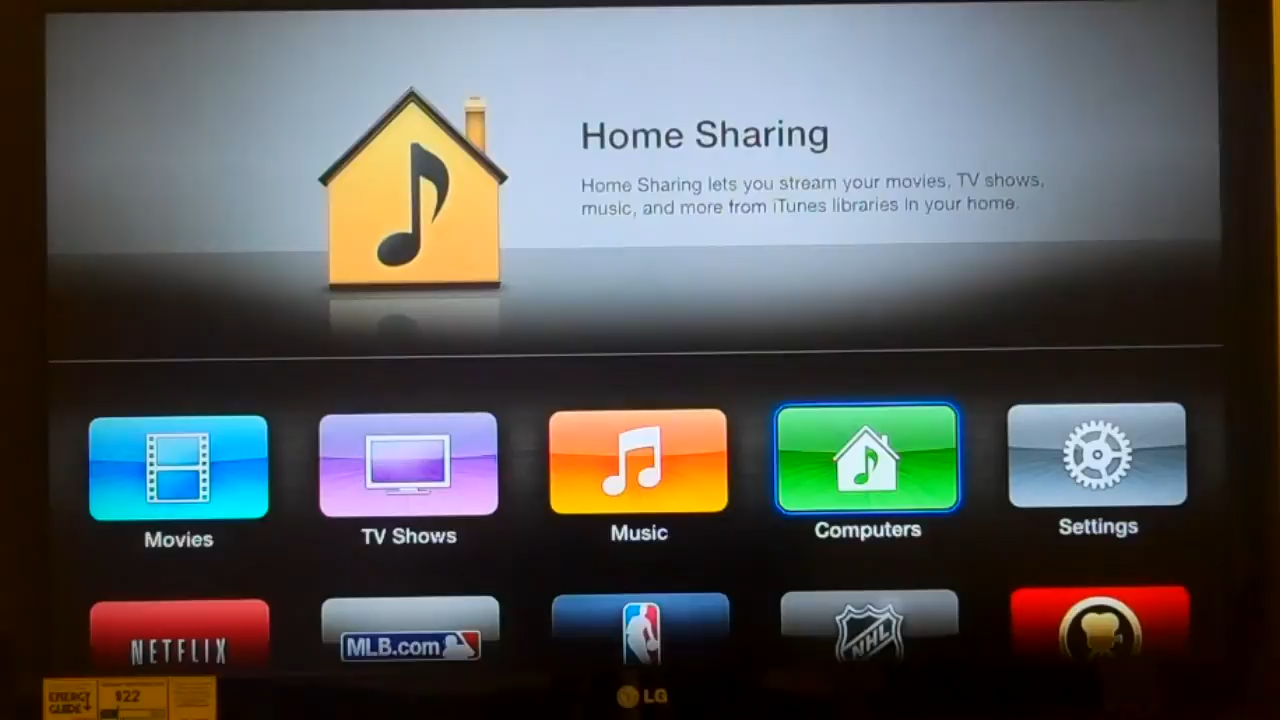 Home Sharing
Home Sharing lets you stream your movies, TV shows,
music, and more from iTunes libraries in your home.
Movies
TV Shows
Music
Computers
Settings
NETFLIX
MLB.com
NHL
ENERGY
GUIDE
$22
LG